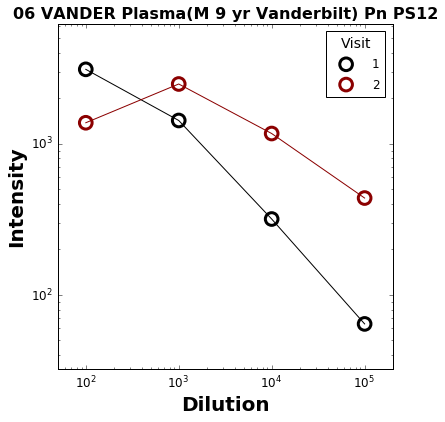 06 VANDER Plasma(M 9 yr Vanderbilt) Pn PS12
Visit
1
2
10³
10²
Intensity
10² 10³ 10⁴ 10⁵
Dilution